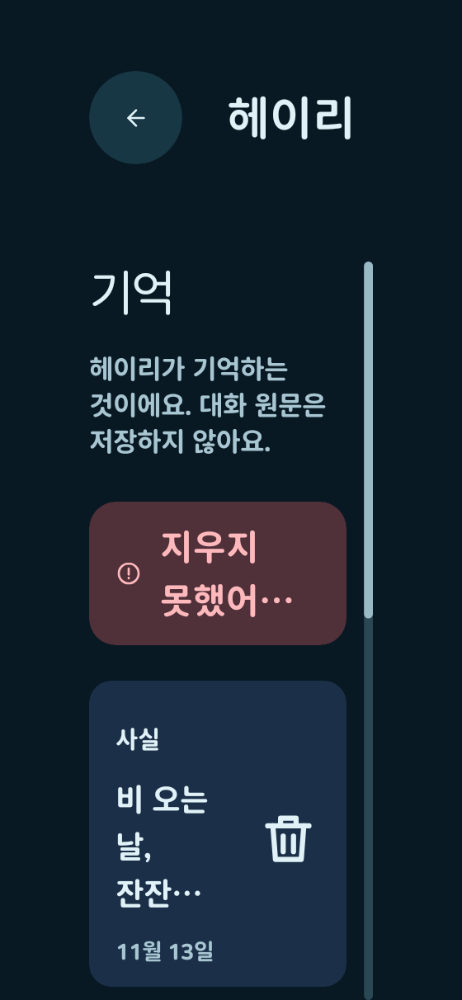 헤이리
기억
헤이리가 기억하는
것이에요. 대화 원문은
저장하지 않아요.
지우지
못했어…
사실
비 오는
날,
잔잔…
11월 13일